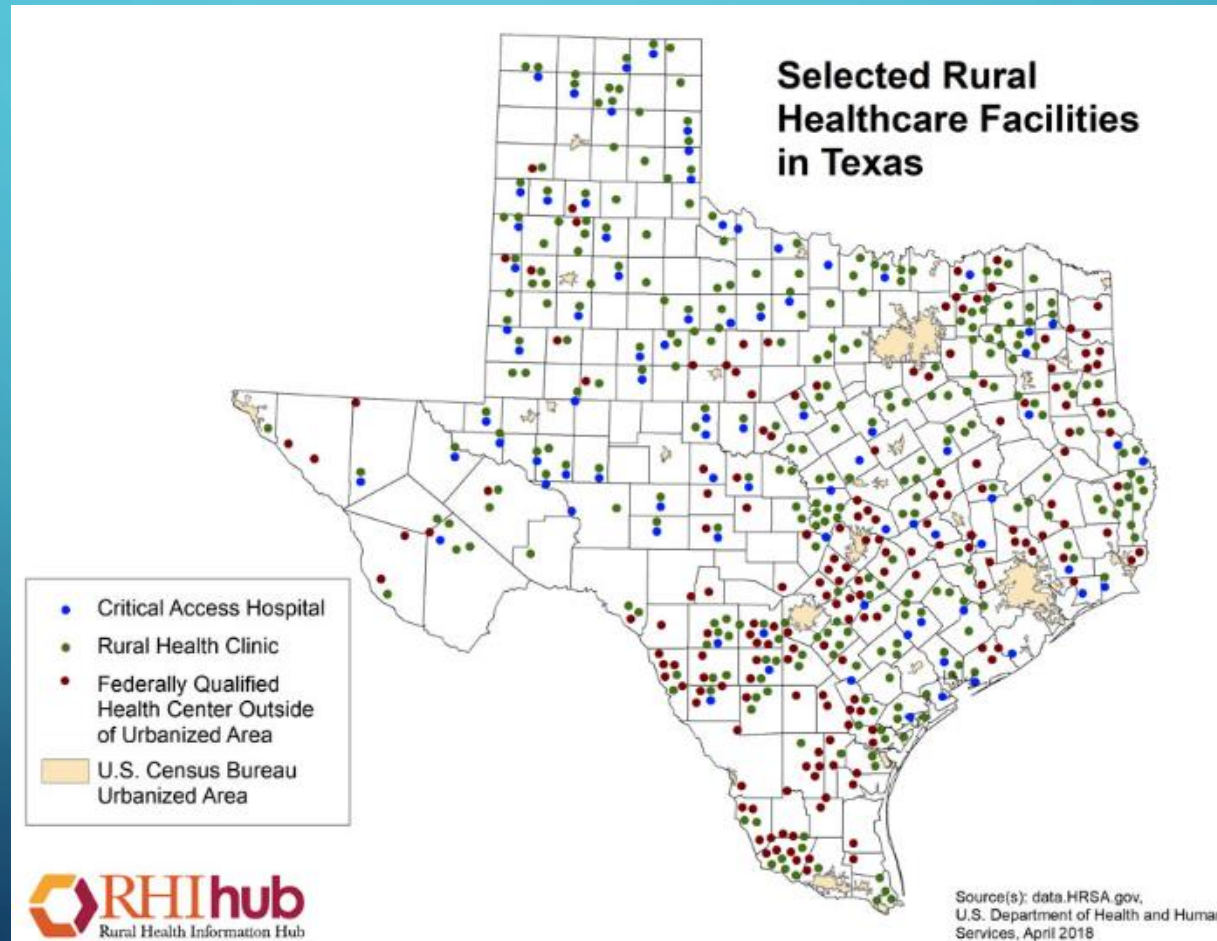 Selected Rural
Healthcare Facilities
in Texas
Critical Access Hospital
Rural Health Clinic
Federally Qualified
Health Center Outside
of Urbanized Area
U.S. Census Bureau
Urbanized Area
RHIhub
Rural Health Information Hub
Source(s): data.HRSA.gov,
U.S. Department of Health and Human
Services, April 2018